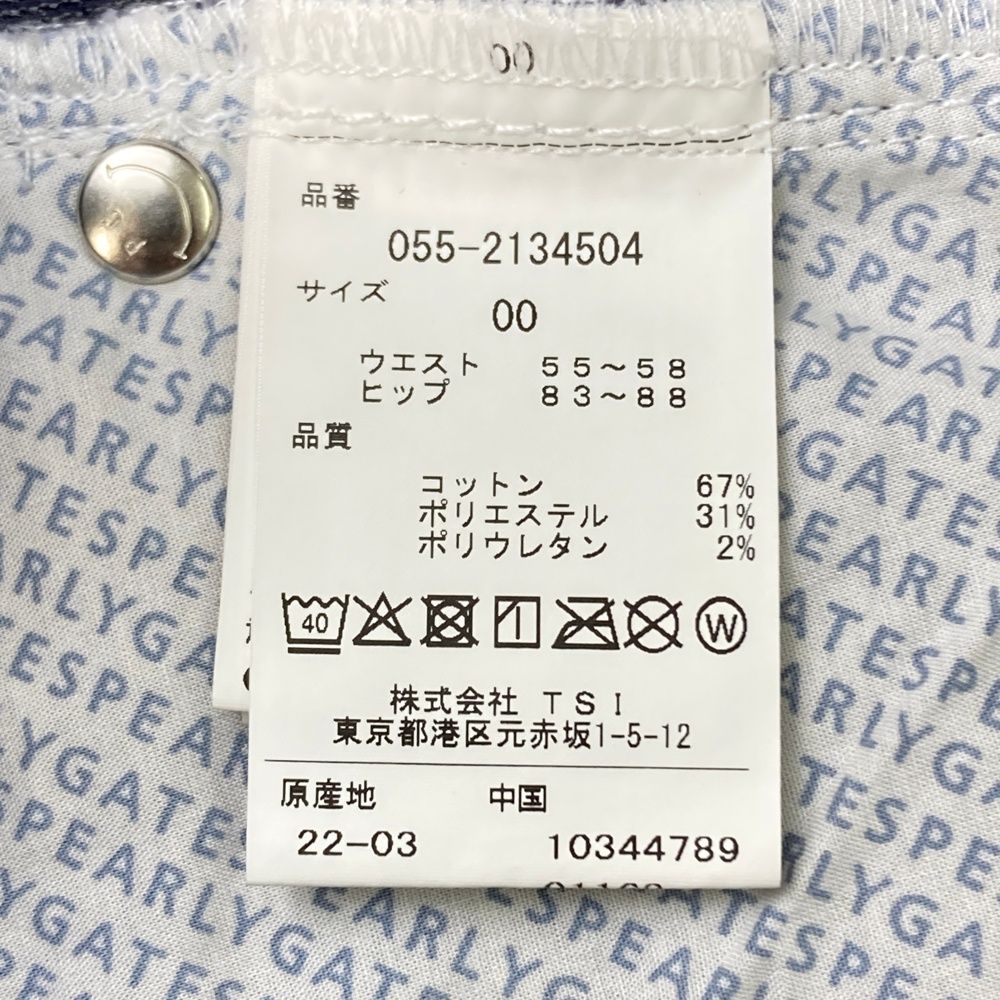 00
品番
055-2134504
サイズ
00
ウエスト 55~58
ヒップ 83~88
品質
コットン 67%
ポリエステル 31%
ポリウレタン 2%
40
W
株式会社 TSI
東京都港区元赤坂1-5-12
原産地 中国
22-03 10344789
PEARLYGATES